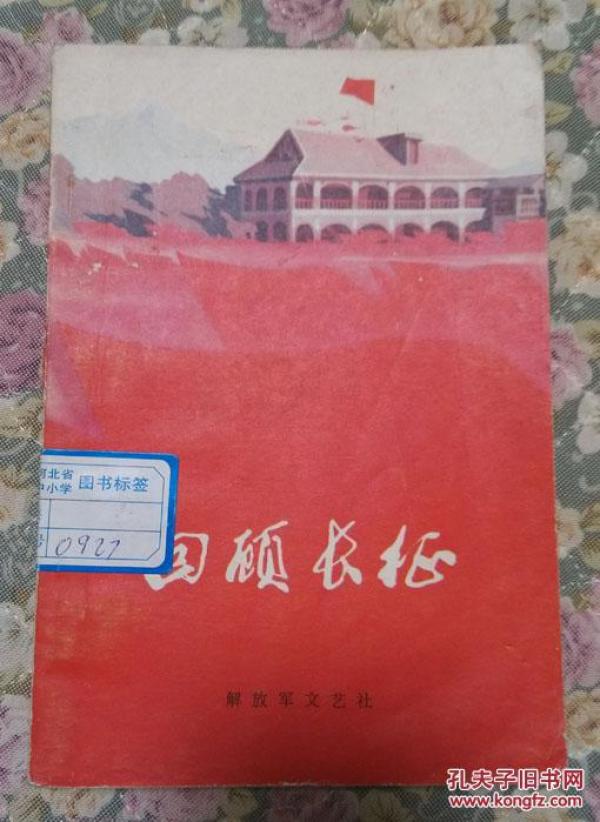 河北省
中小学 图书标签
0927
回顾长征
解放军文艺社
孔夫子旧书网
www.kongfz.com